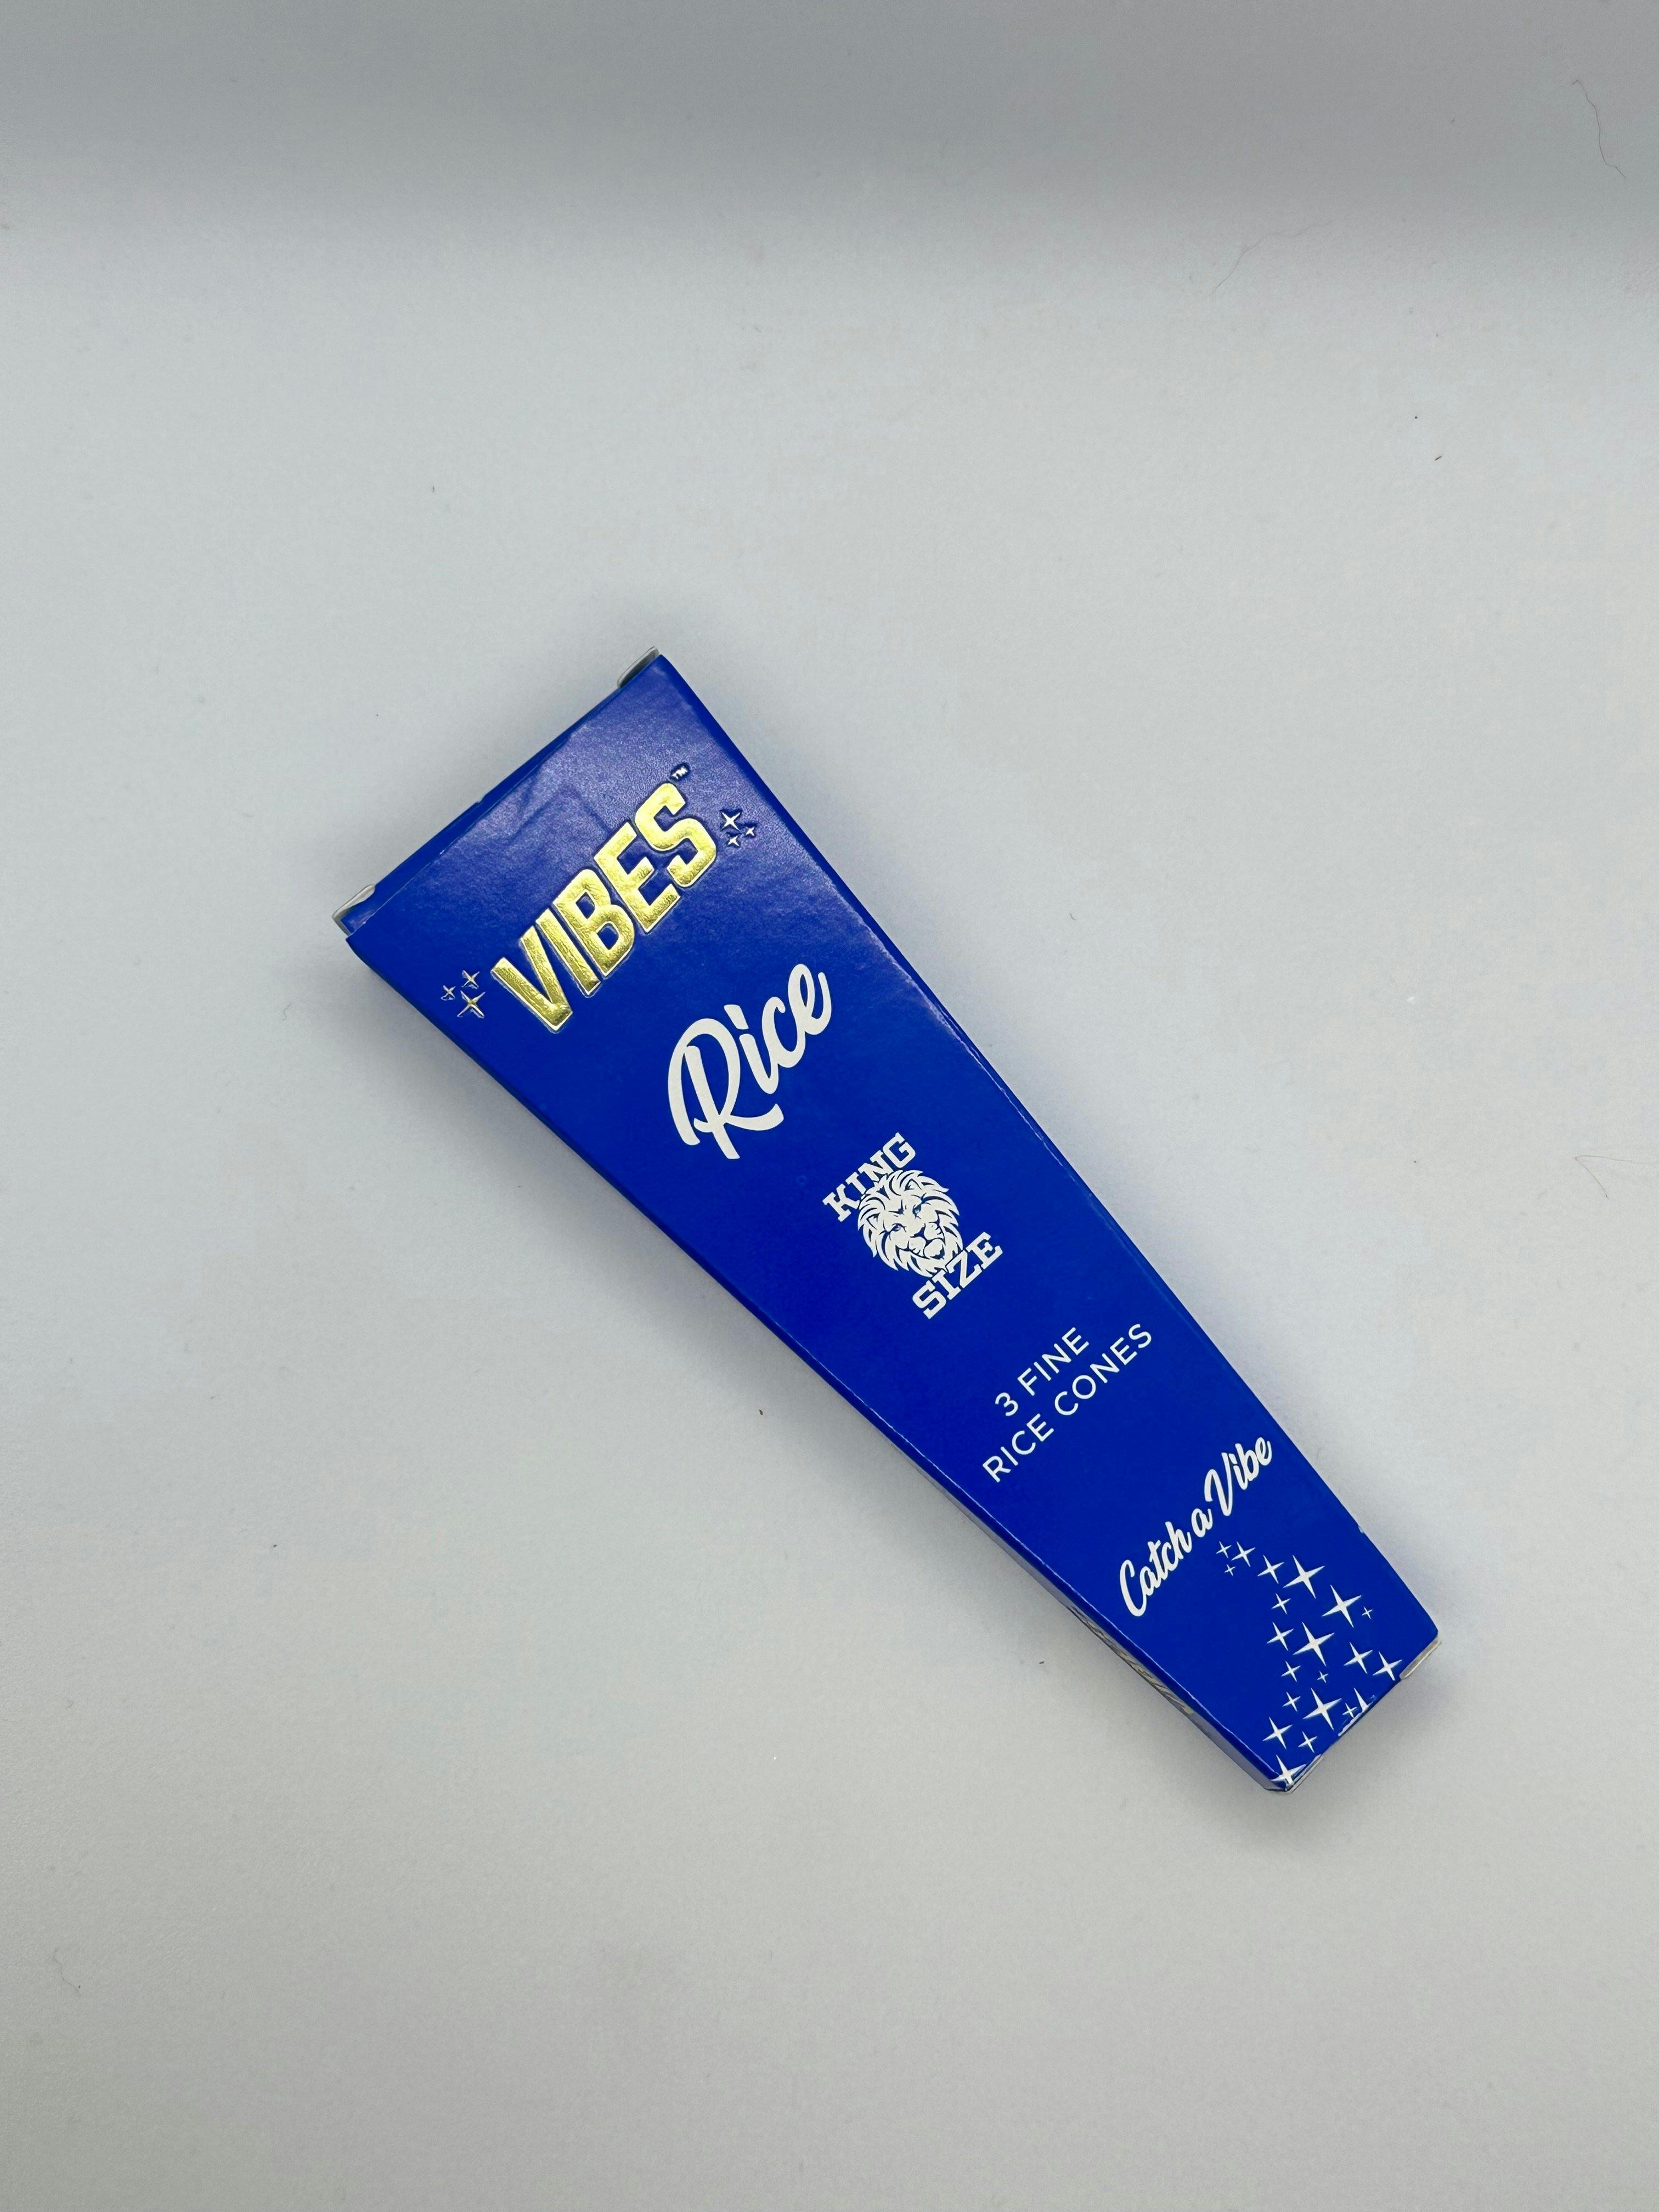 VIBES™
Rice
KING
SIZE
3 FINE
RICE CONES
Catch a Vibe